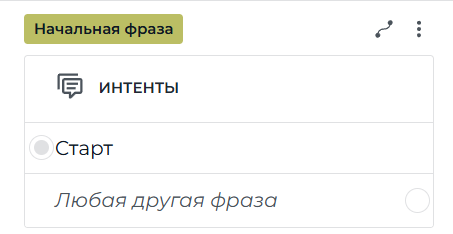 Начальная фраза
ИНТЕНТЫ
Старт
Любая другая фраза